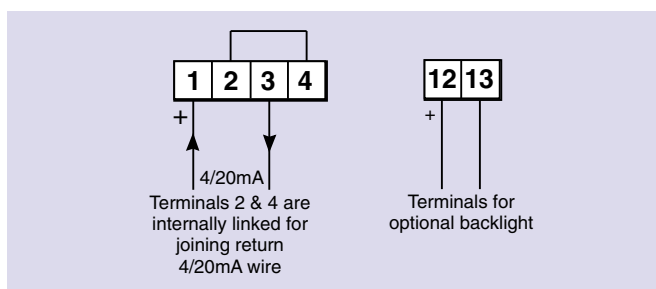 1 2 3 4
12 13
+
+
4/20mA
Terminals 2 & 4 are
internally linked for
joining return
4/20mA wire
Terminals for
optional backlight